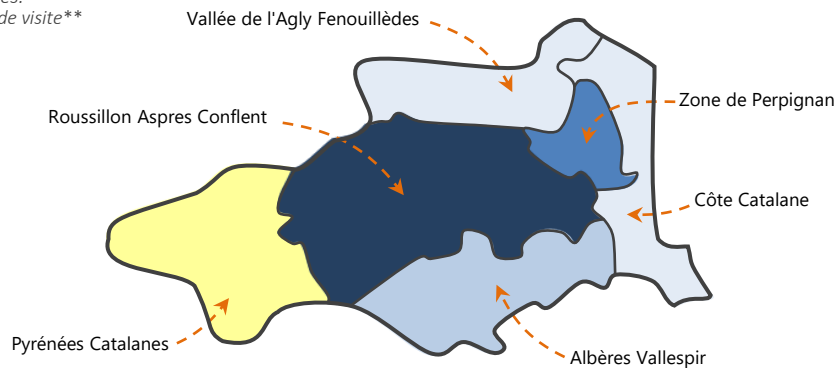 de visite**
Vallée de l'Agly Fenouillèdes
Zone de Perpignan
Roussillon Aspres Conflent
Côte Catalane
Pyrénées Catalanes
Albères Vallespir